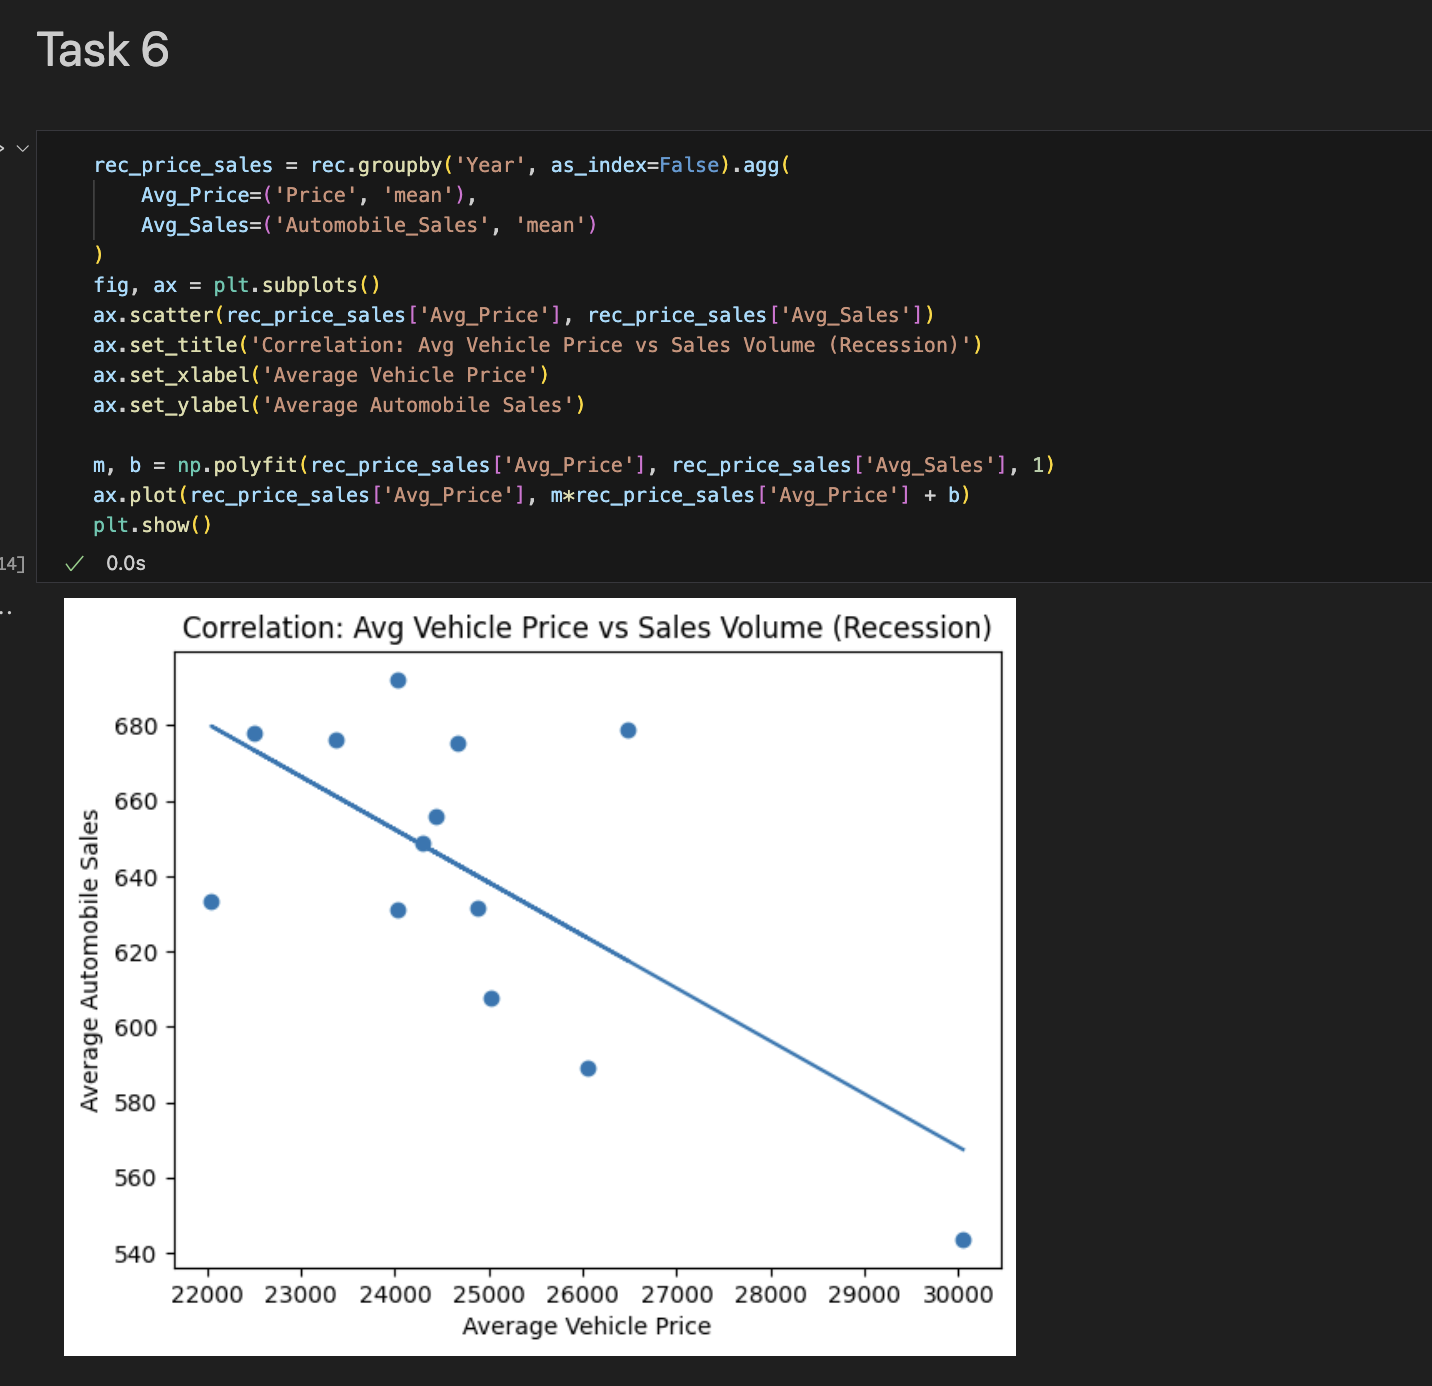 Task 6
rec_price_sales = rec.groupby('Year', as_index=False).agg(
    Avg_Price=('Price', 'mean'),
    Avg_Sales=('Automobile_Sales', 'mean')
)
fig, ax = plt.subplots()
ax.scatter(rec_price_sales['Avg_Price'], rec_price_sales['Avg_Sales'])
ax.set_title('Correlation: Avg Vehicle Price vs Sales Volume (Recession)')
ax.set_xlabel('Average Vehicle Price')
ax.set_ylabel('Average Automobile Sales')
m, b = np.polyfit(rec_price_sales['Avg_Price'], rec_price_sales['Avg_Sales'], 1)
ax.plot(rec_price_sales['Avg_Price'], m*rec_price_sales['Avg_Price'] + b)
plt.show()
14]
0.0s
Correlation: Avg Vehicle Price vs Sales Volume (Recession)
Average Automobile Sales
680
660
640
620
600
580
560
540
22000 23000 24000 25000 26000 27000 28000 29000 30000
Average Vehicle Price